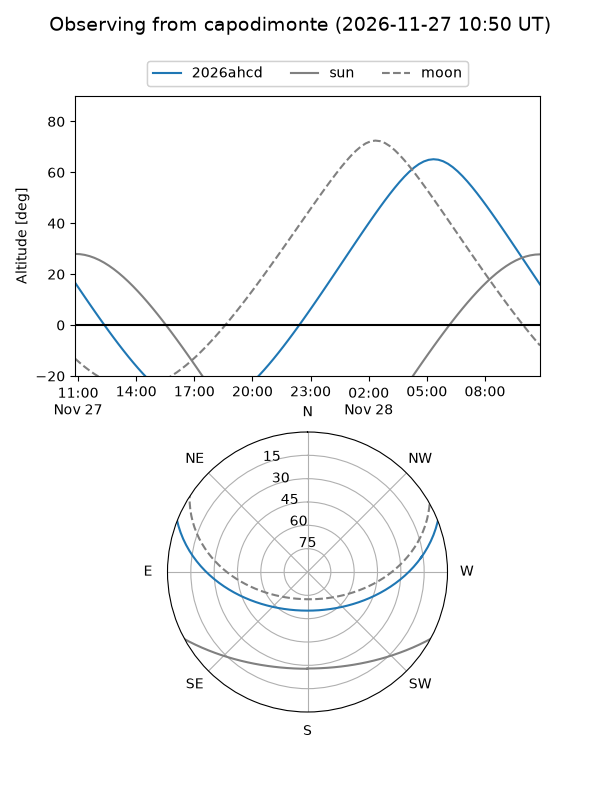 Observing from capodimonte (2026-11-27 10:50 UT)
2026ahcd sun moon
Altitude [deg]
80
60
40
20
0
−20
11:00 14:00 17:00 20:00 23:00 02:00 05:00 08:00
Nov 27 Nov 28
N
NE NW
15
30
45
60
75
E W
SE SW
S